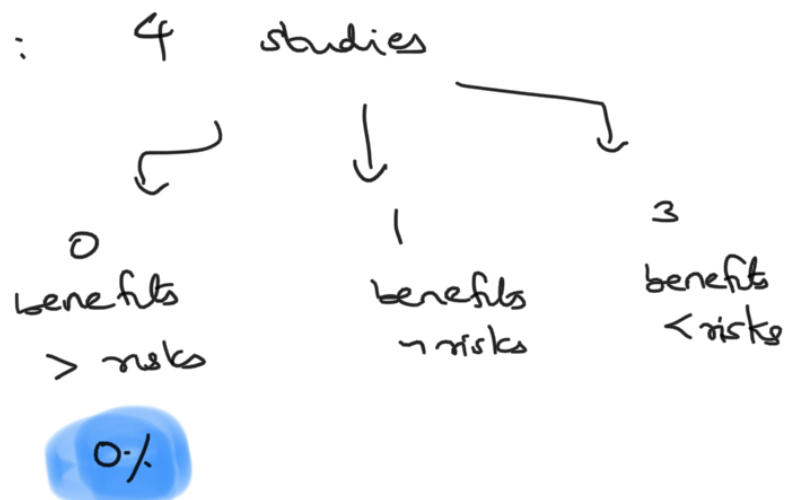 : 4 studies
0
benefits
> risks
0%
1
benefits
~ risks
3
benefits
< risks